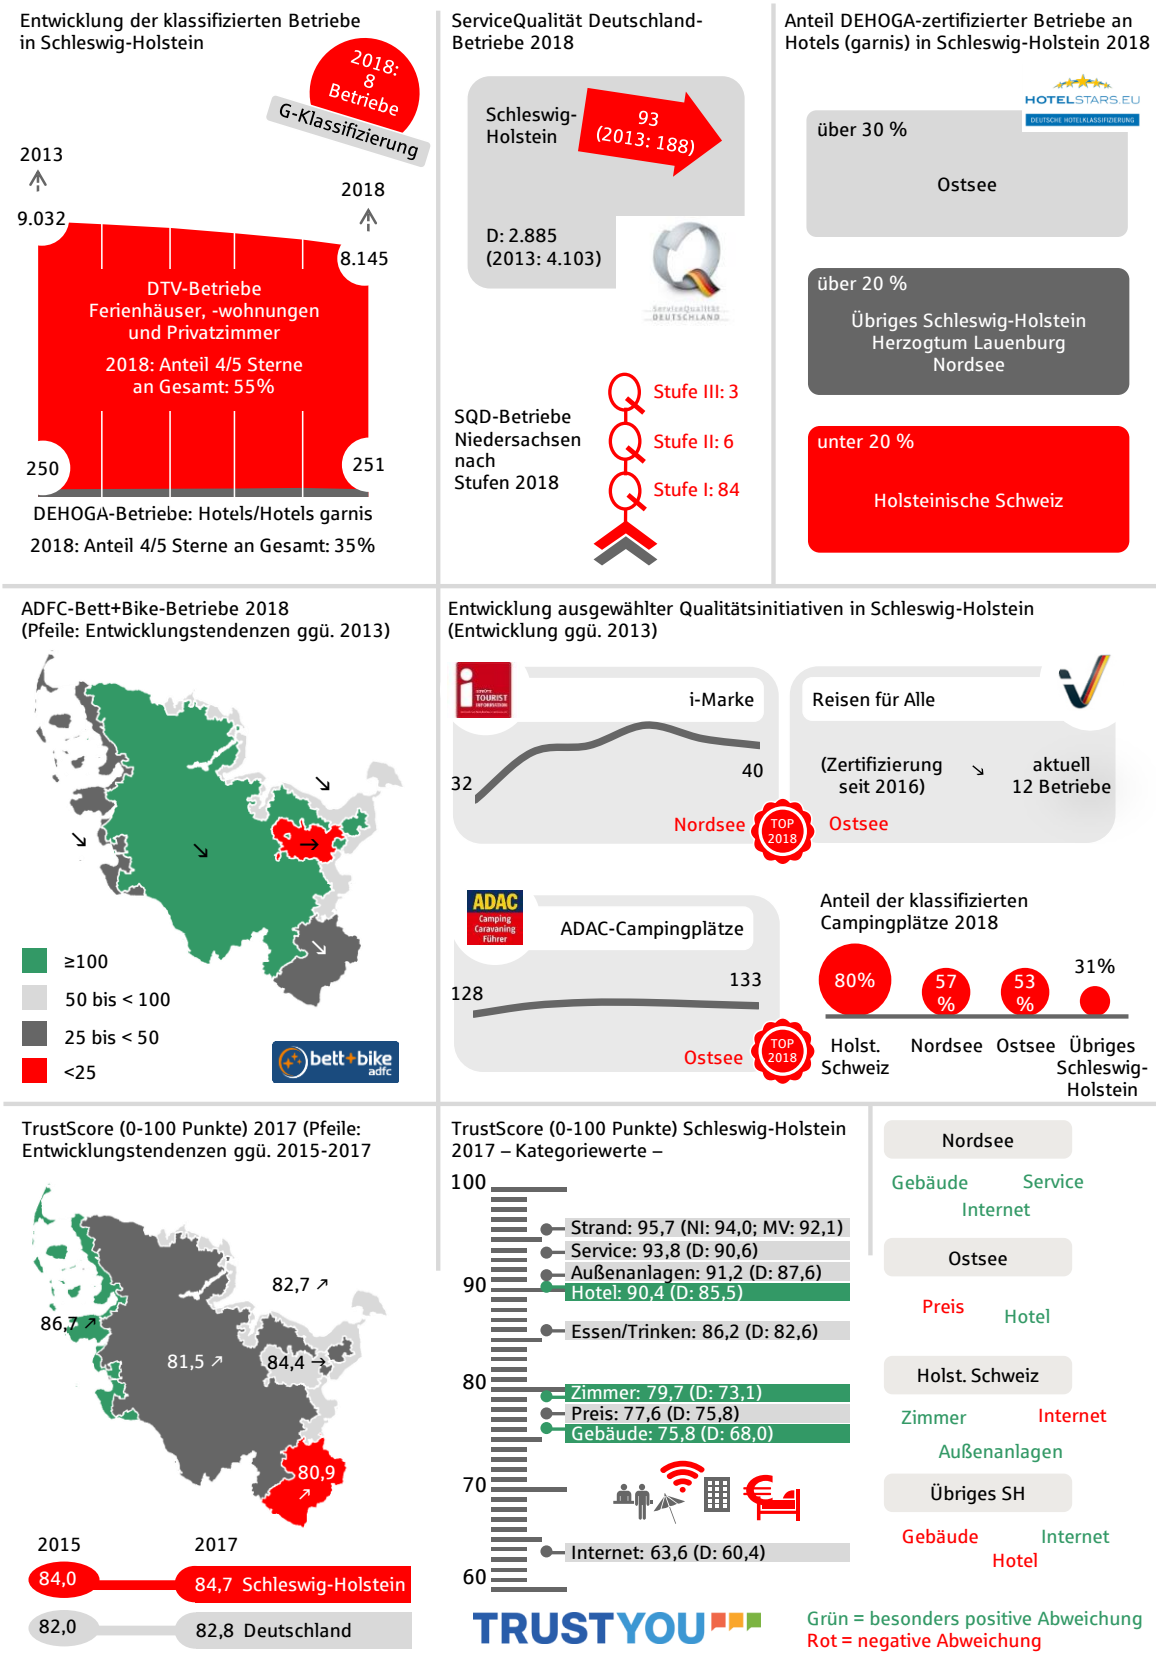 Entwicklung der klassifizierten Betriebe
in Schleswig-Holstein
2018:
8
Betriebe
G-Klassifizierung
2013
2018
9.032
8.145
DTV-Betriebe
Ferienhäuser, -wohnungen
und Privatzimmer
2018: Anteil 4/5 Sterne
an Gesamt: 55%
250
251
DEHOGA-Betriebe: Hotels/Hotels garnis
2018: Anteil 4/5 Sterne an Gesamt: 35%
ServiceQualität Deutschland-
Betriebe 2018
Schleswig-
Holstein
93
(2013: 188)
D: 2.885
(2013: 4.103)
ServiceQualität
DEUTSCHLAND
SQD-Betriebe
Niedersachsen
nach
Stufen 2018
Stufe III: 3
Stufe II: 6
Stufe I: 84
Anteil DEHOGA-zertifizierter Betriebe an
Hotels (garnis) in Schleswig-Holstein 2018
HOTELSTARS.EU
DEUTSCHE HOTELKLASSIFIZIERUNG
über 30 %
Ostsee
über 20 %
Übriges Schleswig-Holstein
Herzogtum Lauenburg
Nordsee
unter 20 %
Holsteinische Schweiz
ADFC-Bett+Bike-Betriebe 2018
(Pfeile: Entwicklungstendenzen ggü. 2013)
≥100
50 bis < 100
25 bis < 50
<25
bett+bike
adfc
Entwicklung ausgewählter Qualitätsinitiativen in Schleswig-Holstein
(Entwicklung ggü. 2013)
i
TOURIST
INFORMATION
i-Marke
32
40
Nordsee
TOP
2018
Reisen für Alle
(Zertifizierung
seit 2016)
aktuell
12 Betriebe
Ostsee
ADAC
Camping
Caravaning
Führer
ADAC-Campingplätze
128
133
Ostsee
TOP
2018
Anteil der klassifizierten
Campingplätze 2018
80%
57
%
53
%
31%
Holst.
Schweiz
Nordsee
Ostsee
Übriges
Schleswig-
Holstein
TrustScore (0-100 Punkte) 2017 (Pfeile:
Entwicklungstendenzen ggü. 2015-2017
82,7
86,7
81,5
84,4
80,9
2015
2017
84,0
84,7 Schleswig-Holstein
82,0
82,8 Deutschland
TrustScore (0-100 Punkte) Schleswig-Holstein
2017 – Kategoriewerte –
100
Strand: 95,7 (NI: 94,0; MV: 92,1)
Service: 93,8 (D: 90,6)
Außenanlagen: 91,2 (D: 87,6)
90
Hotel: 90,4 (D: 85,5)
Essen/Trinken: 86,2 (D: 82,6)
80
Zimmer: 79,7 (D: 73,1)
Preis: 77,6 (D: 75,8)
Gebäude: 75,8 (D: 68,0)
70
Internet: 63,6 (D: 60,4)
60
TRUSTYOU
Nordsee
Gebäude
Service
Internet
Ostsee
Preis
Hotel
Holst. Schweiz
Zimmer
Internet
Außenanlagen
Übriges SH
Gebäude
Internet
Hotel
Grün = besonders positive Abweichung
Rot = negative Abweichung